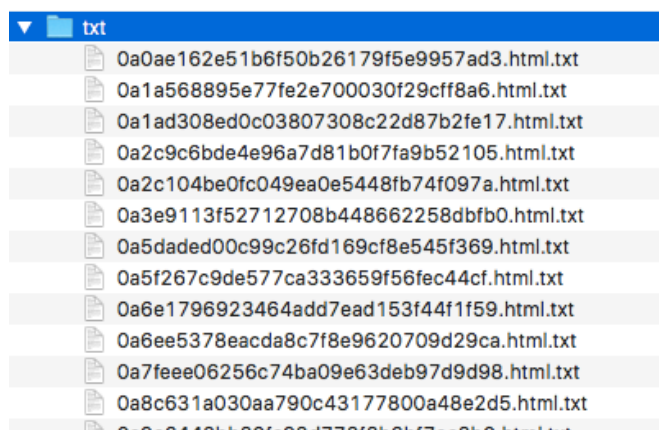 txt
0a0ae162e51b6f50b26179f5e9957ad3.html.txt
0a1a568895e77fe2e700030f29cff8a6.html.txt
0a1ad308ed0c03807308c22d87b2fe17.html.txt
0a2c9c6bde4e96a7d81b0f7fa9b52105.html.txt
0a2c104be0fc049ea0e5448fb74f097a.html.txt
0a3e9113f52712708b448662258dbfb0.html.txt
0a5daded00c99c26fd169cf8e545f369.html.txt
0a5f267c9de577ca333659f56fec44cf.html.txt
0a6e1796923464add7ead153f44f1f59.html.txt
0a6ee5378eacda8c7f8e9620709d29ca.html.txt
0a7feee06256c74ba09e63deb97d9d98.html.txt
0a8c631a030aa790c43177800a48e2d5.html.txt